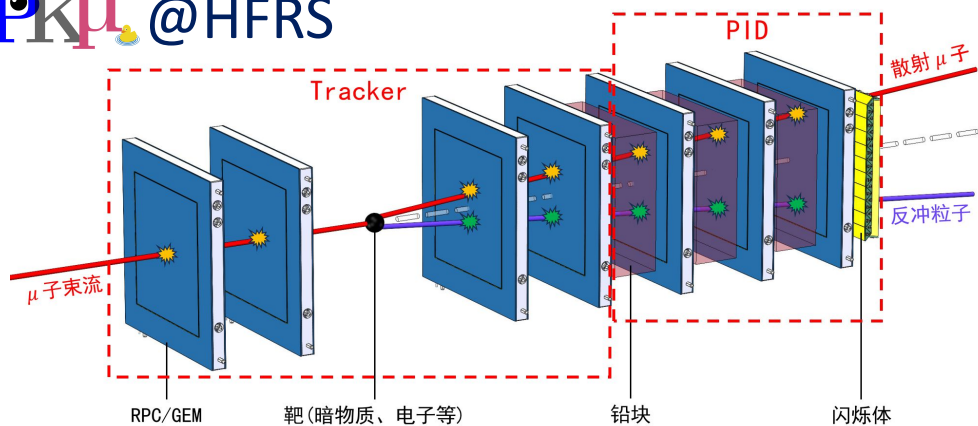 PKμ @HFRS
PID
Tracker
散射μ子
反冲粒子
μ子束流
RPC/GEM
靶(暗物质、电子等)
铅块
闪烁体